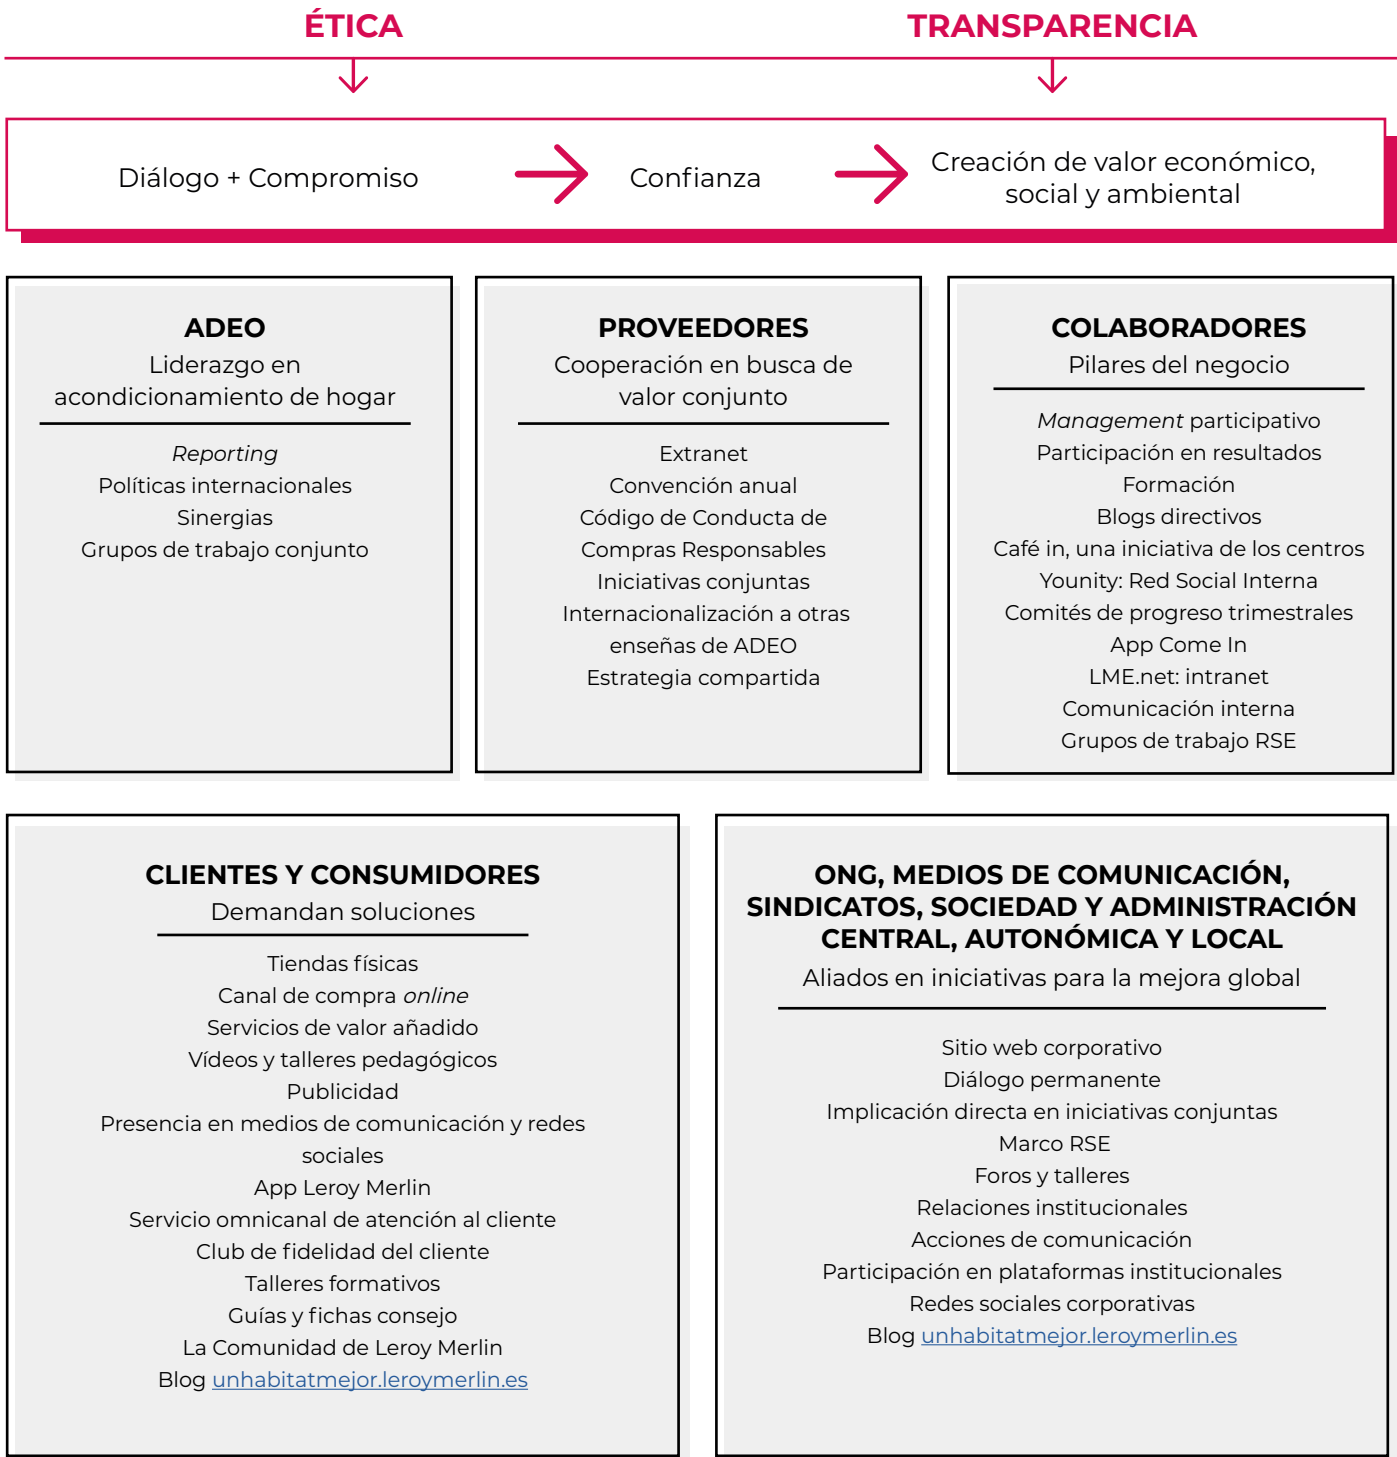 ÉTICA
TRANSPARENCIA
Diálogo + Compromiso
Confianza
Creación de valor económico,
social y ambiental
ADEO
Liderazgo en
acondicionamiento de hogar
Reporting
Políticas internacionales
Sinergias
Grupos de trabajo conjunto
PROVEEDORES
Cooperación en busca de
valor conjunto
Extranet
Convención anual
Código de Conducta de
Compras Responsables
Iniciativas conjuntas
Internacionalización a otras
enseñas de ADEO
Estrategia compartida
COLABORADORES
Pilares del negocio
Management participativo
Participación en resultados
Formación
Blogs directivos
Café in, una iniciativa de los centros
Younity: Red Social Interna
Comités de progreso trimestrales
App Come In
LME.net: intranet
Comunicación interna
Grupos de trabajo RSE
CLIENTES Y CONSUMIDORES
Demandan soluciones
Tiendas físicas
Canal de compra online
Servicios de valor añadido
Vídeos y talleres pedagógicos
Publicidad
Presencia en medios de comunicación y redes
sociales
App Leroy Merlin
Servicio omnicanal de atención al cliente
Club de fidelidad del cliente
Talleres formativos
Guías y fichas consejo
La Comunidad de Leroy Merlin
Blog unhabitatmejor.leroymerlin.es
ONG, MEDIOS DE COMUNICACIÓN,
SINDICATOS, SOCIEDAD Y ADMINISTRACIÓN
CENTRAL, AUTONÓMICA Y LOCAL
Aliados en iniciativas para la mejora global
Sitio web corporativo
Diálogo permanente
Implicación directa en iniciativas conjuntas
Marco RSE
Foros y talleres
Relaciones institucionales
Acciones de comunicación
Participación en plataformas institucionales
Redes sociales corporativas
Blog unhabitatmejor.leroymerlin.es